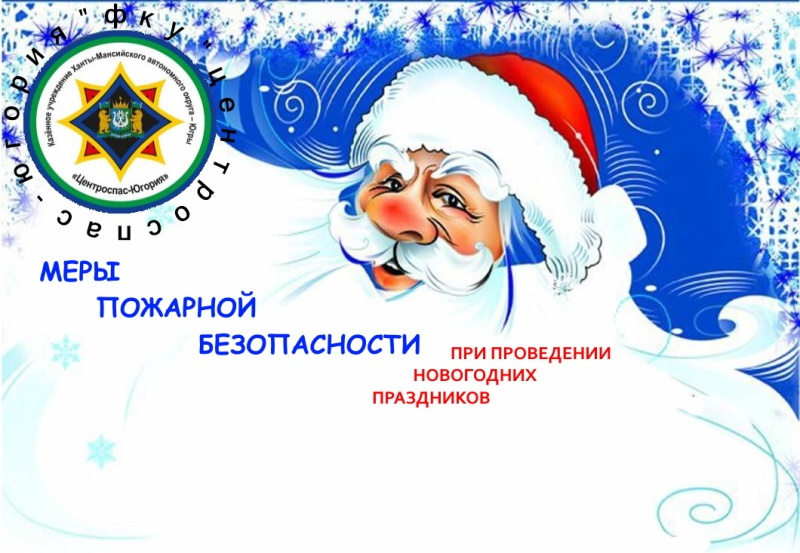 фку "центроспас-югория"
Казённое учреждение Ханты-Мансийского автономного округа – Югры
«Центроспас-Югория»
МЕРЫ
ПОЖАРНОЙ
БЕЗОПАСНОСТИ
ПРИ ПРОВЕДЕНИИ
НОВОГОДНИХ
ПРАЗДНИКОВ